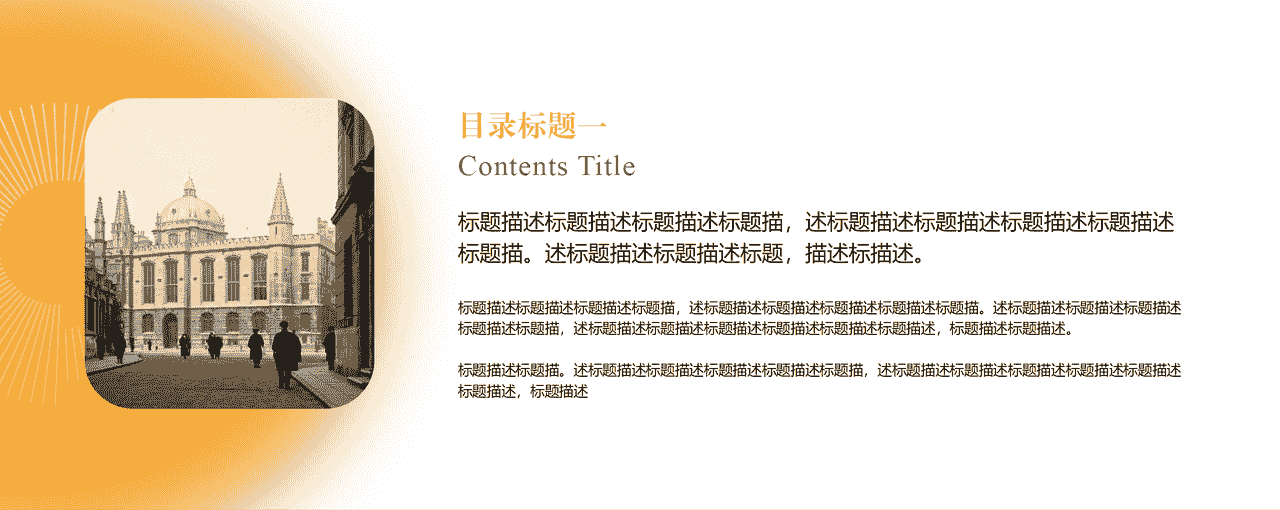 目录标题一
Contents Title
标题描述标题描述标题描述标题描，述标题描述标题描述标题描述标题描述
标题描。述标题描述标题描述标题，描述标描述。
标题描述标题描述标题描述标题描，述标题描述标题描述标题描述标题描述标题描。述标题描述标题描述标题描述
标题描述标题描，述标题描述标题描述标题描述标题描述标题描述标题描述，标题描述标题描述。
标题描述标题描。述标题描述标题描述标题描述标题描述标题描，述标题描述标题描述标题描述标题描述标题描述
标题描述，标题描述